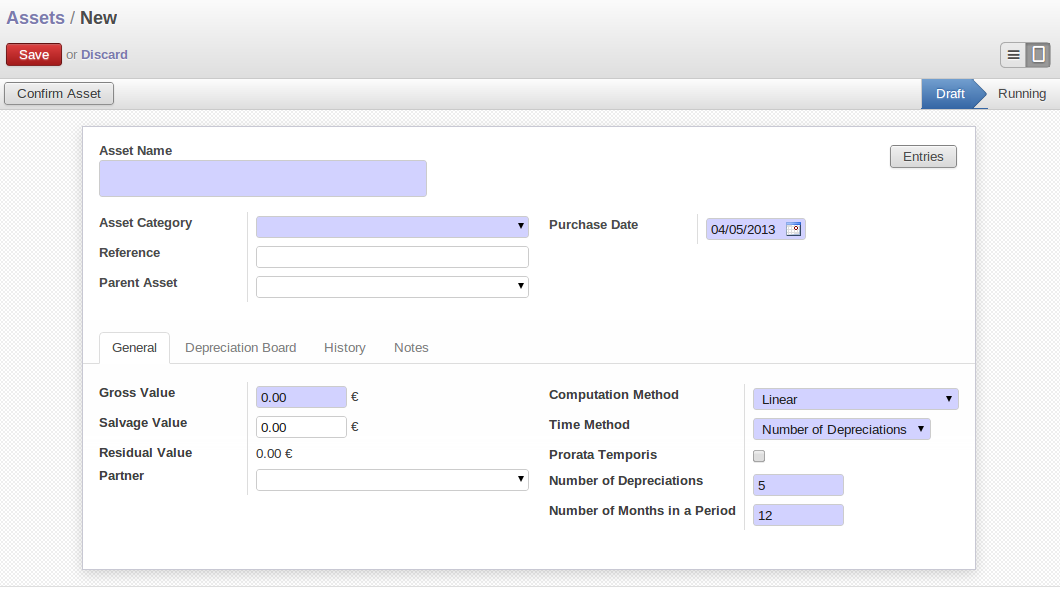 Assets / New
Save or Discard
Confirm Asset
Draft
Running
Asset Name
Entries
Asset Category
Purchase Date
04/05/2013
Reference
Parent Asset
General
Depreciation Board
History
Notes
Gross Value
0.00 €
Computation Method
Linear
Salvage Value
0.00 €
Time Method
Number of Depreciations
Residual Value
0.00 €
Prorata Temporis
Partner
Number of Depreciations
5
Number of Months in a Period
12